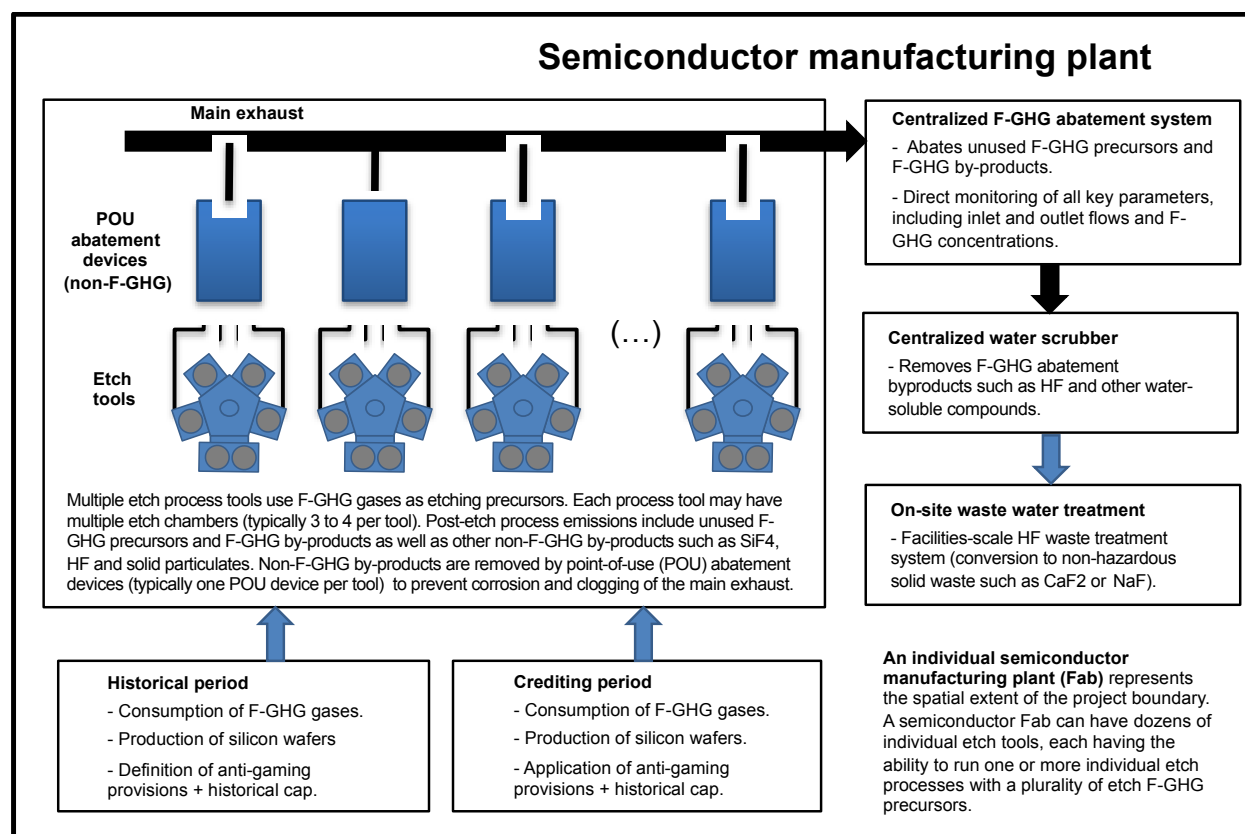 Semiconductor manufacturing plant
Main exhaust
POU
abatement
devices
(non-F-GHG)
(...)
Etch
tools
Multiple etch process tools use F-GHG gases as etching precursors. Each process tool may have
multiple etch chambers (typically 3 to 4 per tool). Post-etch process emissions include unused F-
GHG precursors and F-GHG by-products as well as other non-F-GHG by-products such as SiF4,
HF and solid particulates. Non-F-GHG by-products are removed by point-of-use (POU) abatement
devices (typically one POU device per tool) to prevent corrosion and clogging of the main exhaust.
Centralized F-GHG abatement system
- Abates unused F-GHG precursors and
F-GHG by-products.
- Direct monitoring of all key parameters,
including inlet and outlet flows and F-
GHG concentrations.
Centralized water scrubber
- Removes F-GHG abatement
byproducts such as HF and other water-
soluble compounds.
On-site waste water treatment
- Facilities-scale HF waste treatment
system (conversion to non-hazardous
solid waste such as CaF2 or NaF).
Historical period
- Consumption of F-GHG gases.
- Production of silicon wafers
- Definition of anti-gaming
provisions + historical cap.
Crediting period
- Consumption of F-GHG gases.
- Production of silicon wafers.
- Application of anti-gaming
provisions + historical cap.
An individual semiconductor
manufacturing plant (Fab) represents
the spatial extent of the project boundary.
A semiconductor Fab can have dozens of
individual etch tools, each having the
ability to run one or more individual etch
processes with a plurality of etch F-GHG
precursors.